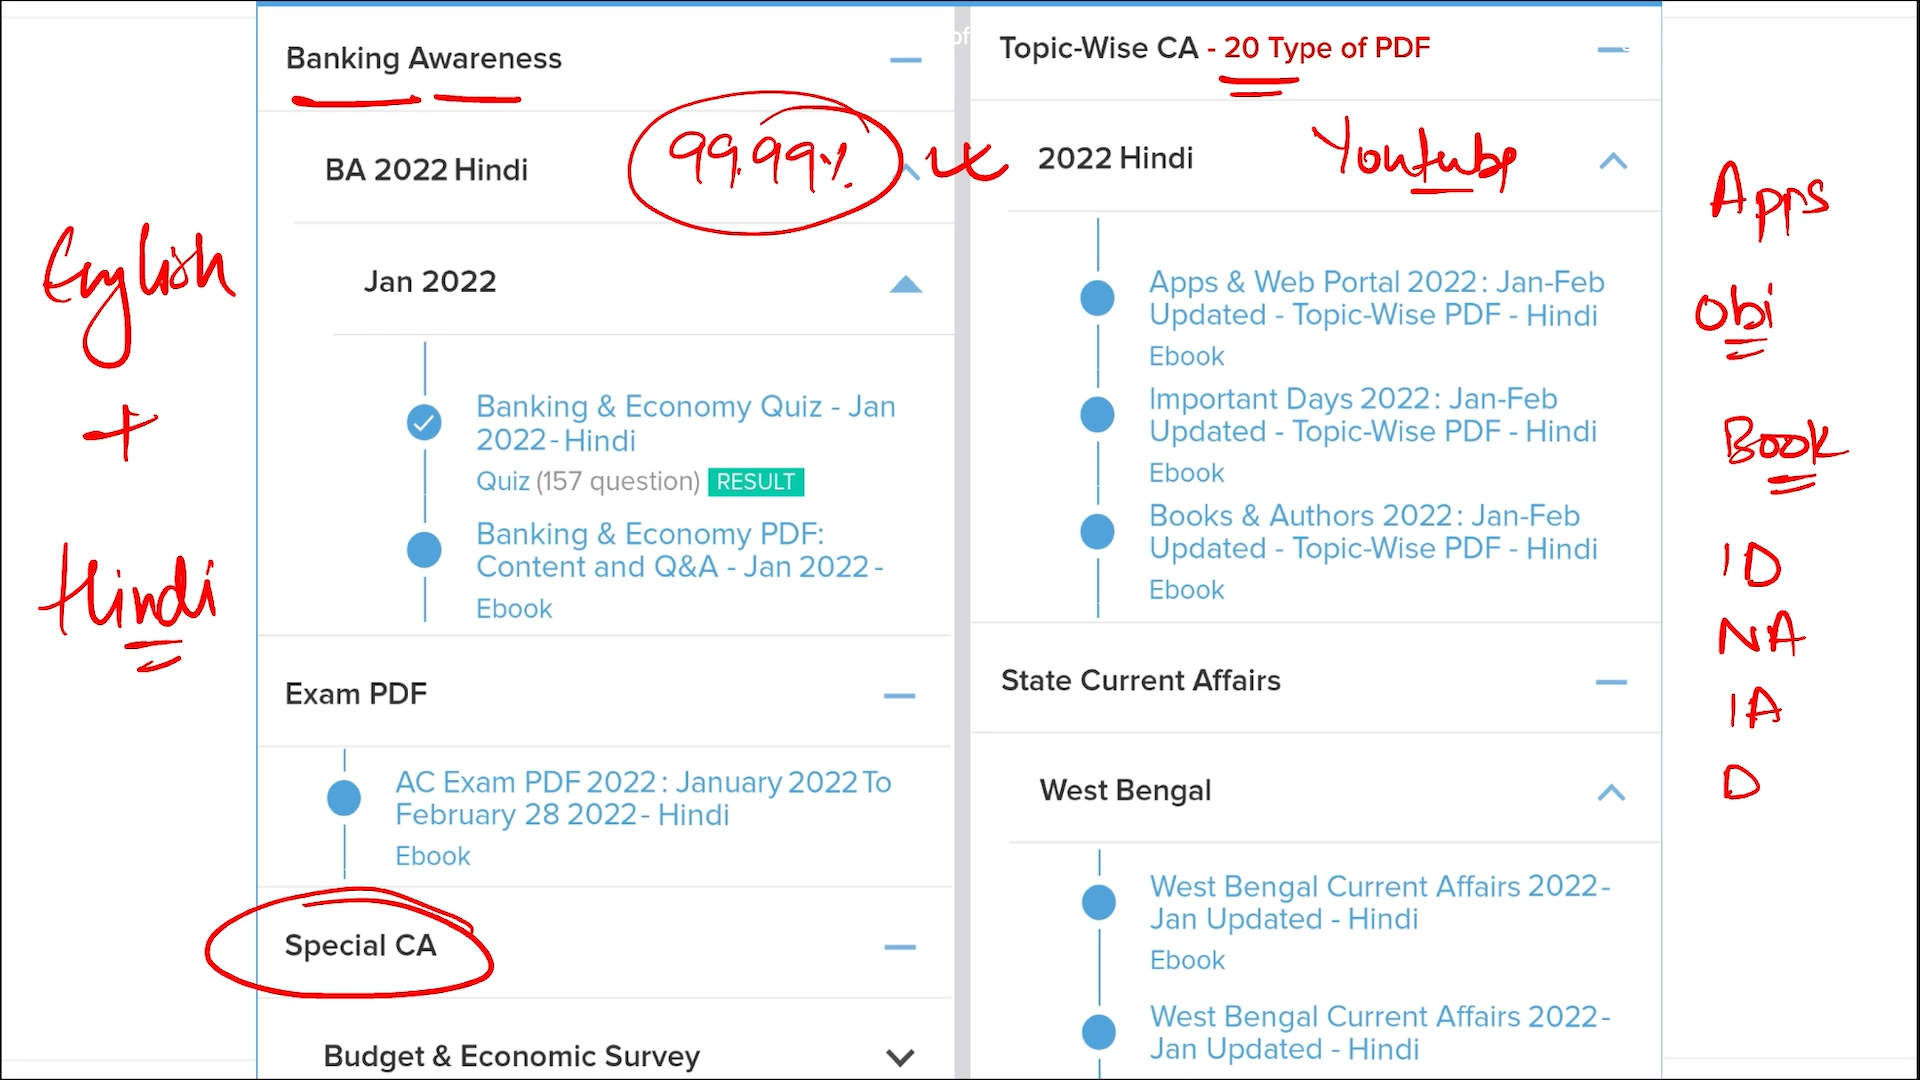 Banking Awareness
BA 2022 Hindi
99.99%
Jan 2022
Banking & Economy Quiz - Jan
2022 - Hindi
Quiz (157 question) RESULT
Banking & Economy PDF:
Content and Q&A - Jan 2022 -
Ebook
Exam PDF
AC Exam PDF 2022 : January 2022 To
February 28 2022 - Hindi
Ebook
Special CA
Budget & Economic Survey
English
+
Hindi
of
Topic-Wise CA - 20 Type of PDF
2022 Hindi
Youtube
Apps & Web Portal 2022 : Jan-Feb
Updated - Topic-Wise PDF - Hindi
Ebook
Important Days 2022 : Jan-Feb
Updated - Topic-Wise PDF - Hindi
Ebook
Books & Authors 2022 : Jan-Feb
Updated - Topic-Wise PDF - Hindi
Ebook
State Current Affairs
West Bengal
West Bengal Current Affairs 2022 -
Jan Updated - Hindi
Ebook
West Bengal Current Affairs 2022 -
Jan Updated - Hindi
Apps
Obi
Book
ID
NA
IA
D